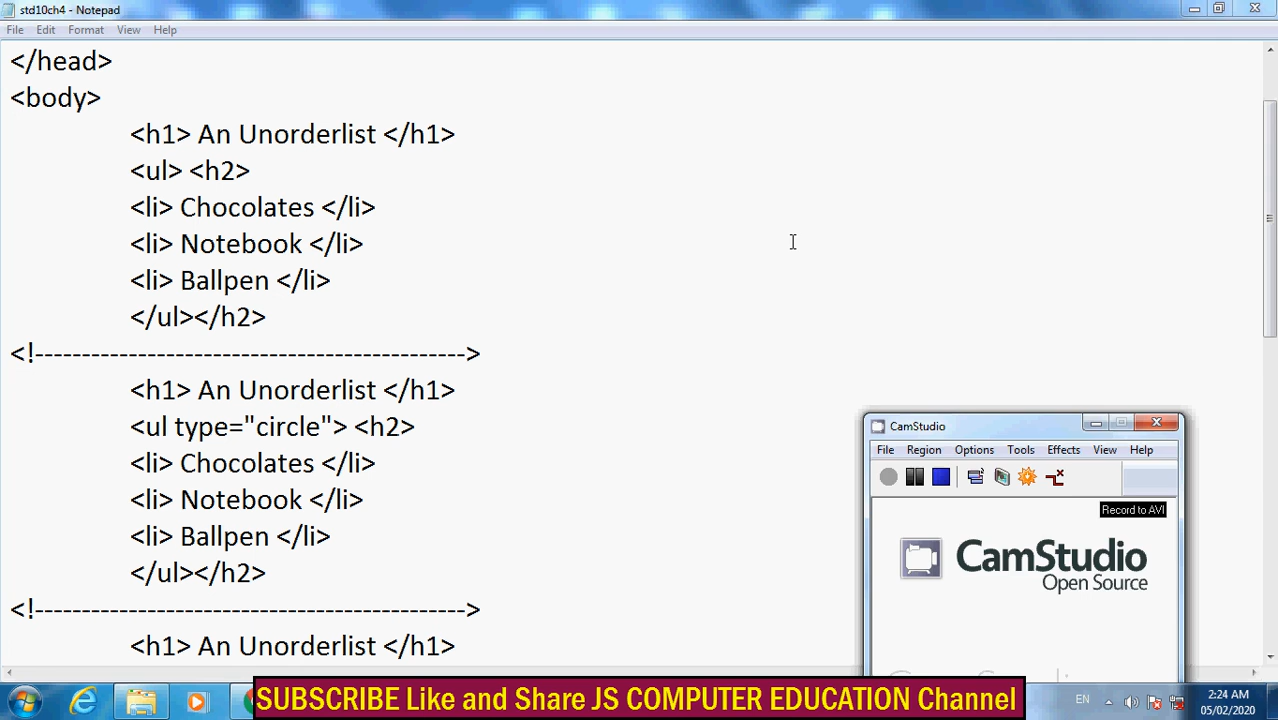 std10ch4 - Notepad
File Edit Format View Help
</head>
<body>
<h1> An Unorderlist </h1>
<ul> <h2>
<li> Chocolates </li>
<li> Notebook </li>
<li> Ballpen </li>
</ul></h2>
<!---------------------------------------------->
<h1> An Unorderlist </h1>
<ul type="circle"> <h2>
<li> Chocolates </li>
<li> Notebook </li>
<li> Ballpen </li>
</ul></h2>
<!---------------------------------------------->
<h1> An Unorderlist </h1>
CamStudio
File Region Options Tools Effects View Help
Record to AVI
CamStudio
Open Source
SUBSCRIBE Like and Share JS COMPUTER EDUCATION Channel
EN
2:24 AM
05/02/2020